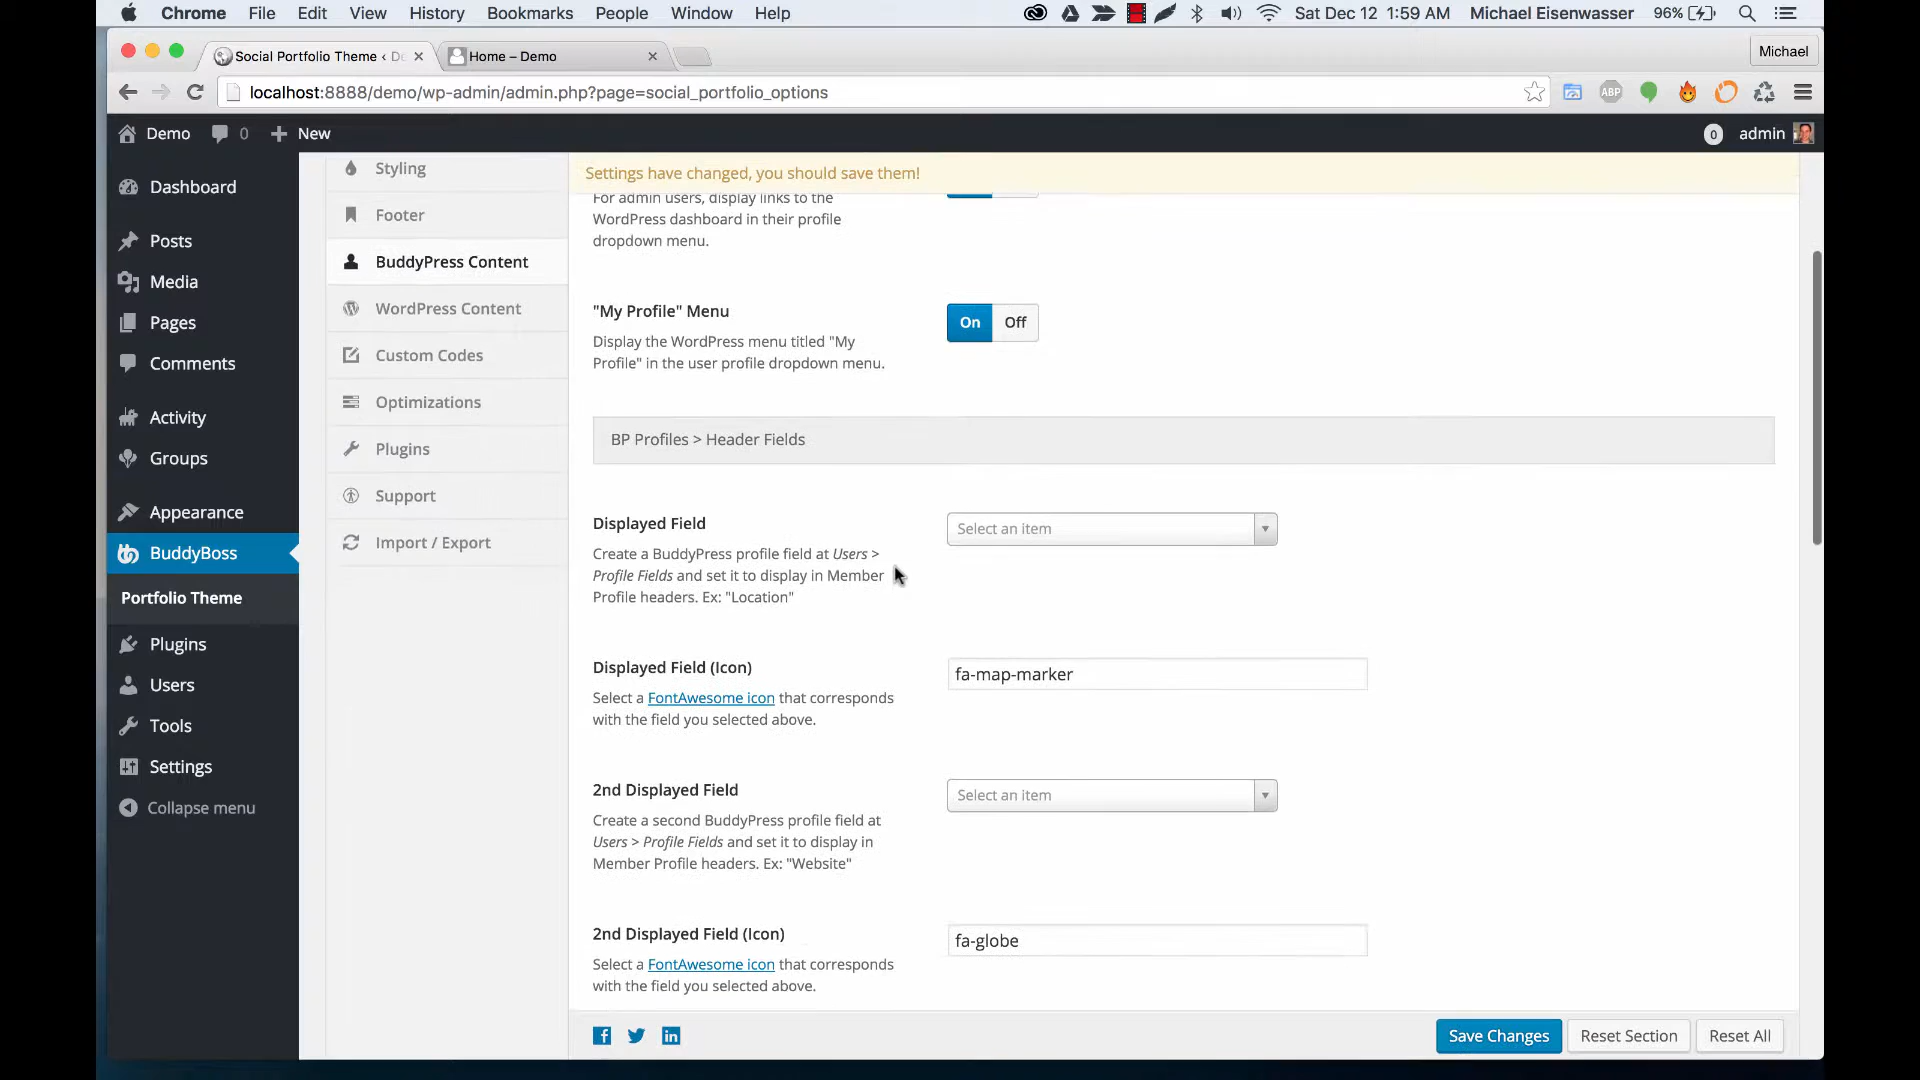 Chrome File Edit View History Bookmarks People Window Help Sat Dec 12 1:59 AM Michael Eisenwasser 96%
Social Portfolio Theme ‹ De Home – Demo Michael
localhost:8888/demo/wp-admin/admin.php?page=social_portfolio_options ABP
Demo 0 New 0 admin
Dashboard
Posts
Media
Pages
Comments
Activity
Groups
Appearance
BuddyBoss
Portfolio Theme
Plugins
Users
Tools
Settings
Collapse menu
Styling
Footer
BuddyPress Content
WordPress Content
Custom Codes
Optimizations
Plugins
Support
Import / Export
Settings have changed, you should save them!
For admin users, display links to the
WordPress dashboard in their profile
dropdown menu.
"My Profile" Menu
On Off
Display the WordPress menu titled "My
Profile" in the user profile dropdown menu.
BP Profiles > Header Fields
Displayed Field
Select an item
Create a BuddyPress profile field at Users >
Profile Fields and set it to display in Member
Profile headers. Ex: "Location"
Displayed Field (Icon)
fa-map-marker
Select a FontAwesome icon that corresponds
with the field you selected above.
2nd Displayed Field
Select an item
Create a second BuddyPress profile field at
Users > Profile Fields and set it to display in
Member Profile headers. Ex: "Website"
2nd Displayed Field (Icon)
fa-globe
Select a FontAwesome icon that corresponds
with the field you selected above.
Save Changes Reset Section Reset All